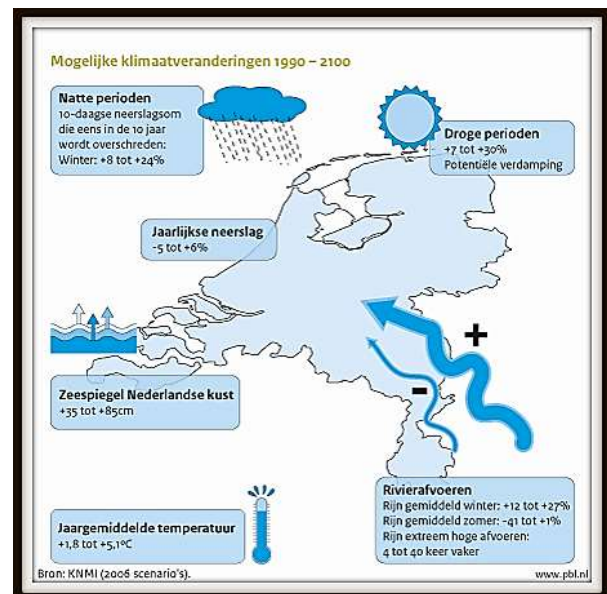 Mogelijke klimaatveranderingen 1990 – 2100
Natte perioden
10-daagse neerslagsom
die eens in de 10 jaar
wordt overschreden:
Winter: +8 tot +24%
Droge perioden
+7 tot +30%
Potentiële verdamping
Jaarlijkse neerslag
-5 tot +6%
+
-
Zeespiegel Nederlandse kust
+35 tot +85cm
Rivierafvoeren
Rijn gemiddeld winter: +12 tot +27%
Rijn gemiddeld zomer: -41 tot +1%
Rijn extreem hoge afvoeren:
4 tot 40 keer vaker
Jaargemiddelde temperatuur
+1,8 tot +5,1°C
Bron: KNMI (2006 scenario's).
www.pbl.nl